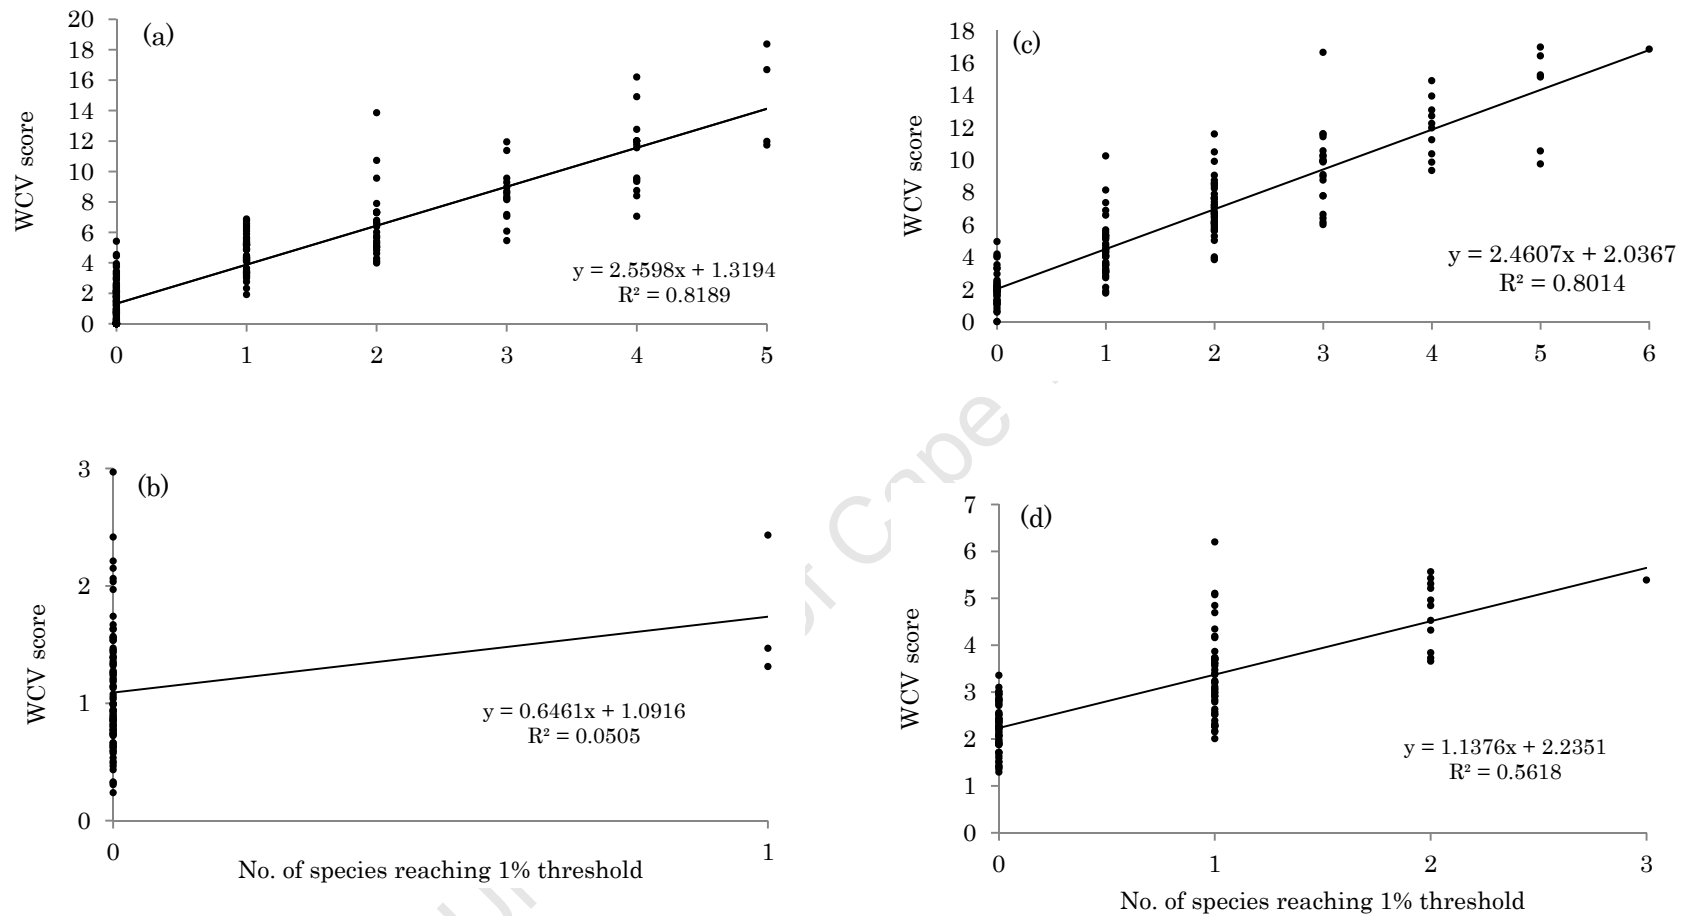 (a)
WCV score
20
18
16
14
12
10
8
6
4
2
0
y = 2.5598x + 1.3194
R² = 0.8189
0 1 2 3 4 5
(c)
WCV score
18
16
14
12
10
8
6
4
2
0
y = 2.4607x + 2.0367
R² = 0.8014
0 1 2 3 4 5 6
(b)
WCV score
3
2
1
0
y = 0.6461x + 1.0916
R² = 0.0505
0 1
No. of species reaching 1% threshold
(d)
WCV score
7
6
5
4
3
2
1
0
y = 1.1376x + 2.2351
R² = 0.5618
0 1 2 3
No. of species reaching 1% threshold